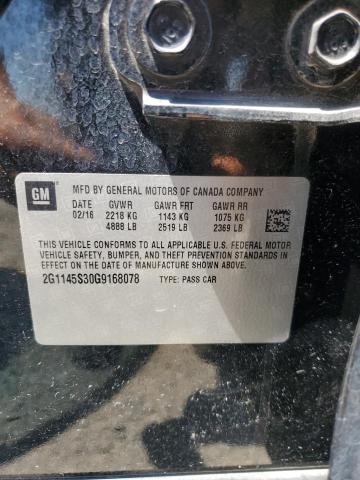 GM
MFD BY GENERAL MOTORS OF CANADA COMPANY
DATE GVWR GAWR FRT GAWR RR
02/16 2218 KG 1143 KG 1075 KG
4888 LB 2519 LB 2369 LB
THIS VEHICLE CONFORMS TO ALL APPLICABLE U.S. FEDERAL MOTOR
VEHICLE SAFETY, BUMPER, AND THEFT PREVENTION STANDARDS IN
EFFECT ON THE DATE OF MANUFACTURE SHOWN ABOVE.
2G1145S30G9168078 TYPE: PASS CAR